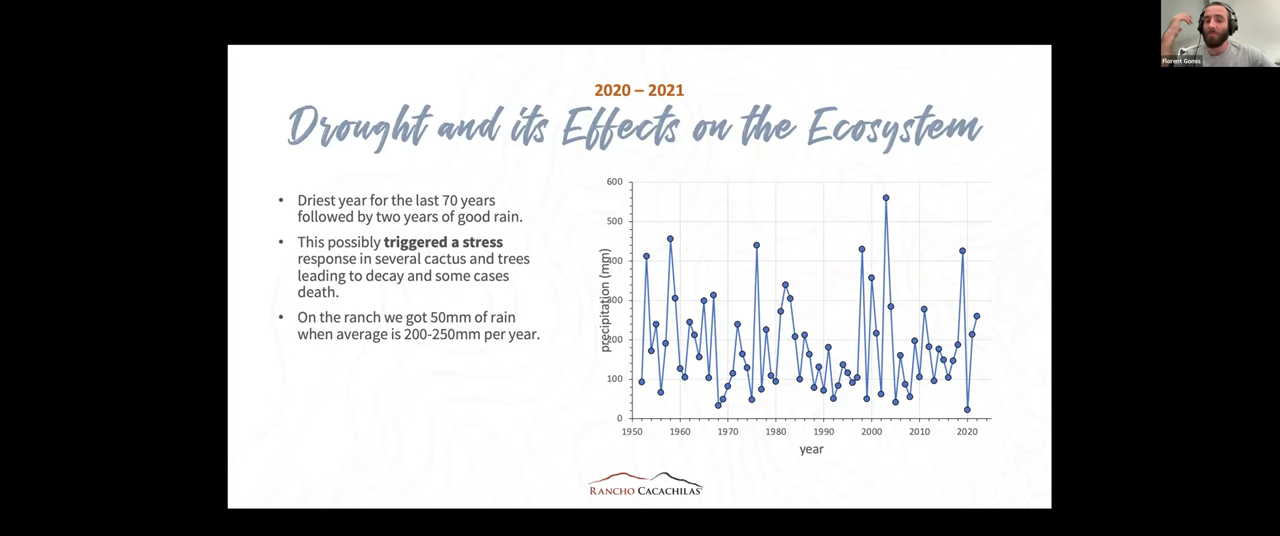 Florent Gomis
2020 – 2021
Drought and its Effects on the Ecosystem
• Driest year for the last 70 years
followed by two years of good rain.
• This possibly triggered a stress
response in several cactus and trees
leading to decay and some cases
death.
• On the ranch we got 50mm of rain
when average is 200-250mm per year.
precipitation (mm)
600
500
400
300
200
100
0
1950 1960 1970 1980 1990 2000 2010 2020
year
RANCHO CACACHILAS